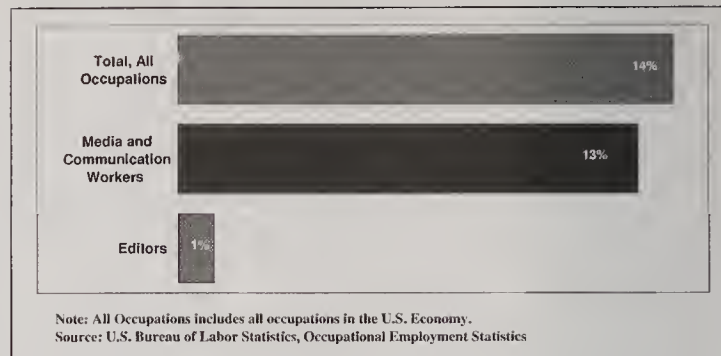 Total, All
Occupations
14%
Media and
Communication
Workers
13%
Editors
1%
Note: All Occupations includes all occupations in the U.S. Economy.
Source: U.S. Bureau of Labor Statistics, Occupational Employment Statistics